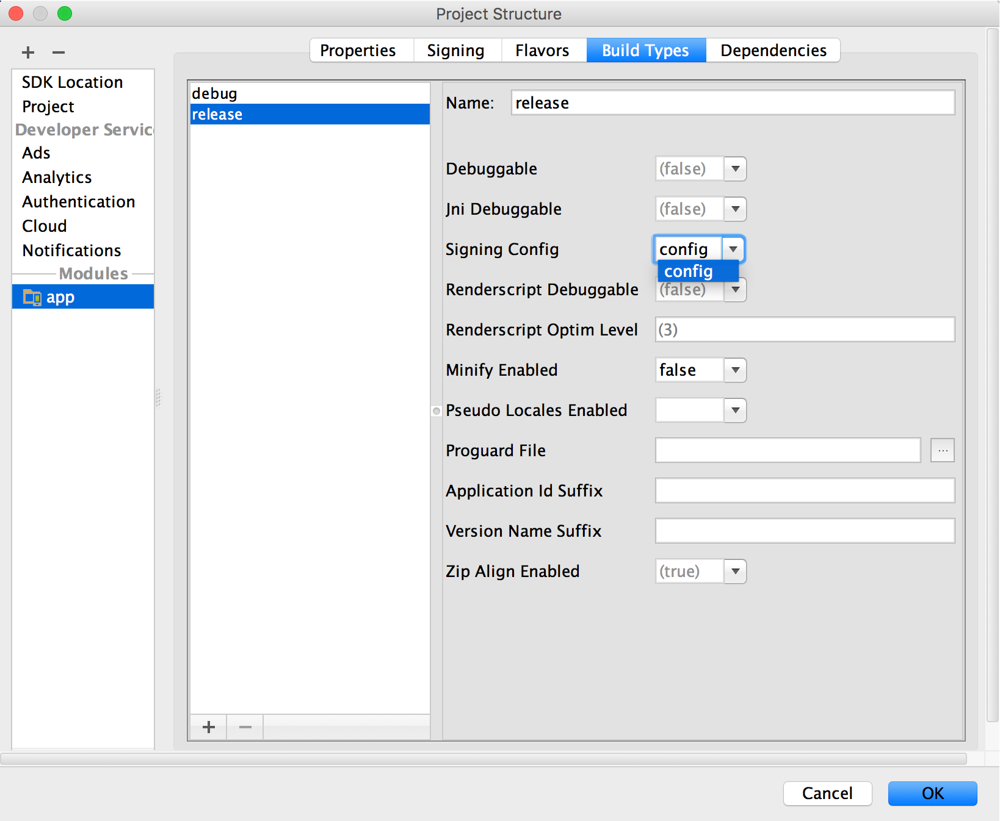 Project Structure
Properties Signing Flavors Build Types Dependencies
SDK Location
Project
Developer Servic
Ads
Analytics
Authentication
Cloud
Notifications
Modules
app
debug
release
Name: release
Debuggable (false)
Jni Debuggable (false)
Signing Config config
config
Renderscript Debuggable (false)
Renderscript Optim Level (3)
Minify Enabled false
Pseudo Locales Enabled
Proguard File ...
Application Id Suffix
Version Name Suffix
Zip Align Enabled (true)
Cancel OK